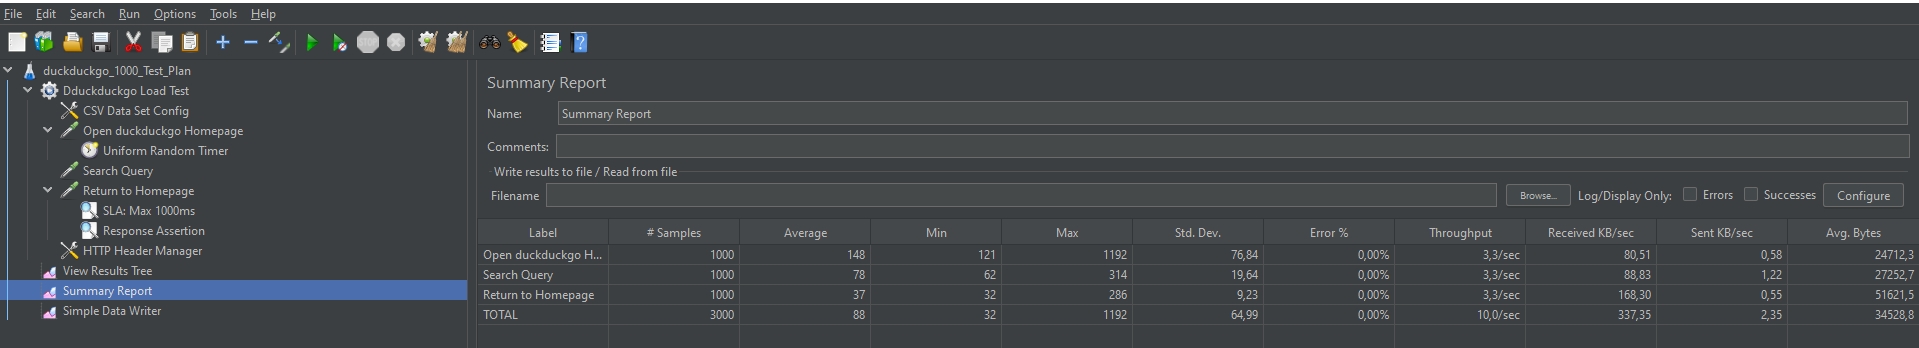 File Edit Search Run Options Tools Help
duckduckgo_1000_Test_Plan
Dduckduckgo Load Test
CSV Data Set Config
Open duckduckgo Homepage
Uniform Random Timer
Search Query
Return to Homepage
SLA: Max 1000ms
Response Assertion
HTTP Header Manager
View Results Tree
Summary Report
Simple Data Writer
Summary Report
Name: Summary Report
Comments:
Write results to file / Read from file
Filename Browse... Log/Display Only: Errors Successes Configure
Label # Samples Average Min Max Std. Dev. Error % Throughput Received KB/sec Sent KB/sec Avg. Bytes
Open duckduckgo H... 1000 148 121 1192 76,84 0,00% 3,3/sec 80,51 0,58 24712,3
Search Query 1000 78 62 314 19,64 0,00% 3,3/sec 88,83 1,22 27252,7
Return to Homepage 1000 37 32 286 9,23 0,00% 3,3/sec 168,30 0,55 51621,5
TOTAL 3000 88 32 1192 64,99 0,00% 10,0/sec 337,35 2,35 34528,8